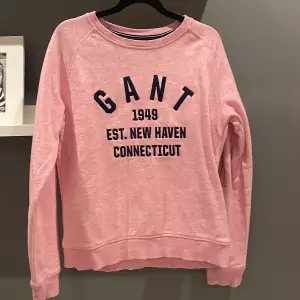 GANT
1949
EST. NEW HAVEN
CONNECTICUT